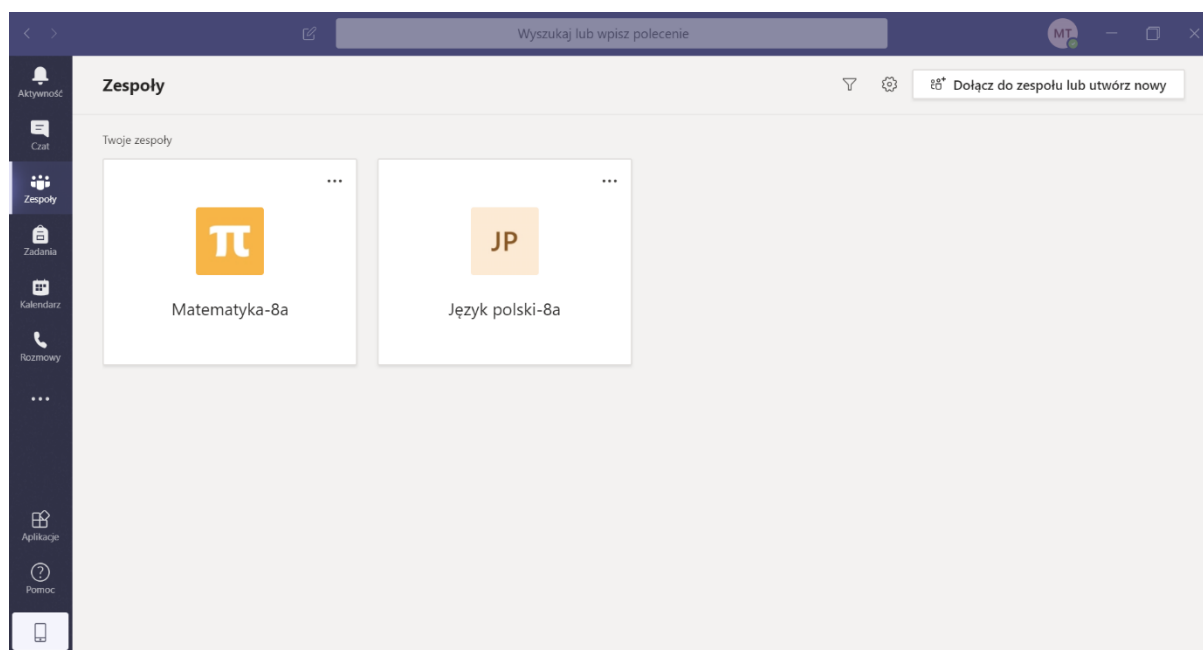 Wyszukaj lub wpisz polecenie
MT
Aktywność
Czat
Zespoły
Zadania
Kalendarz
Rozmowy
Aplikacje
Pomoc
Zespoły
Dołącz do zespołu lub utwórz nowy
Twoje zespoły
π
Matematyka-8a
JP
Język polski-8a